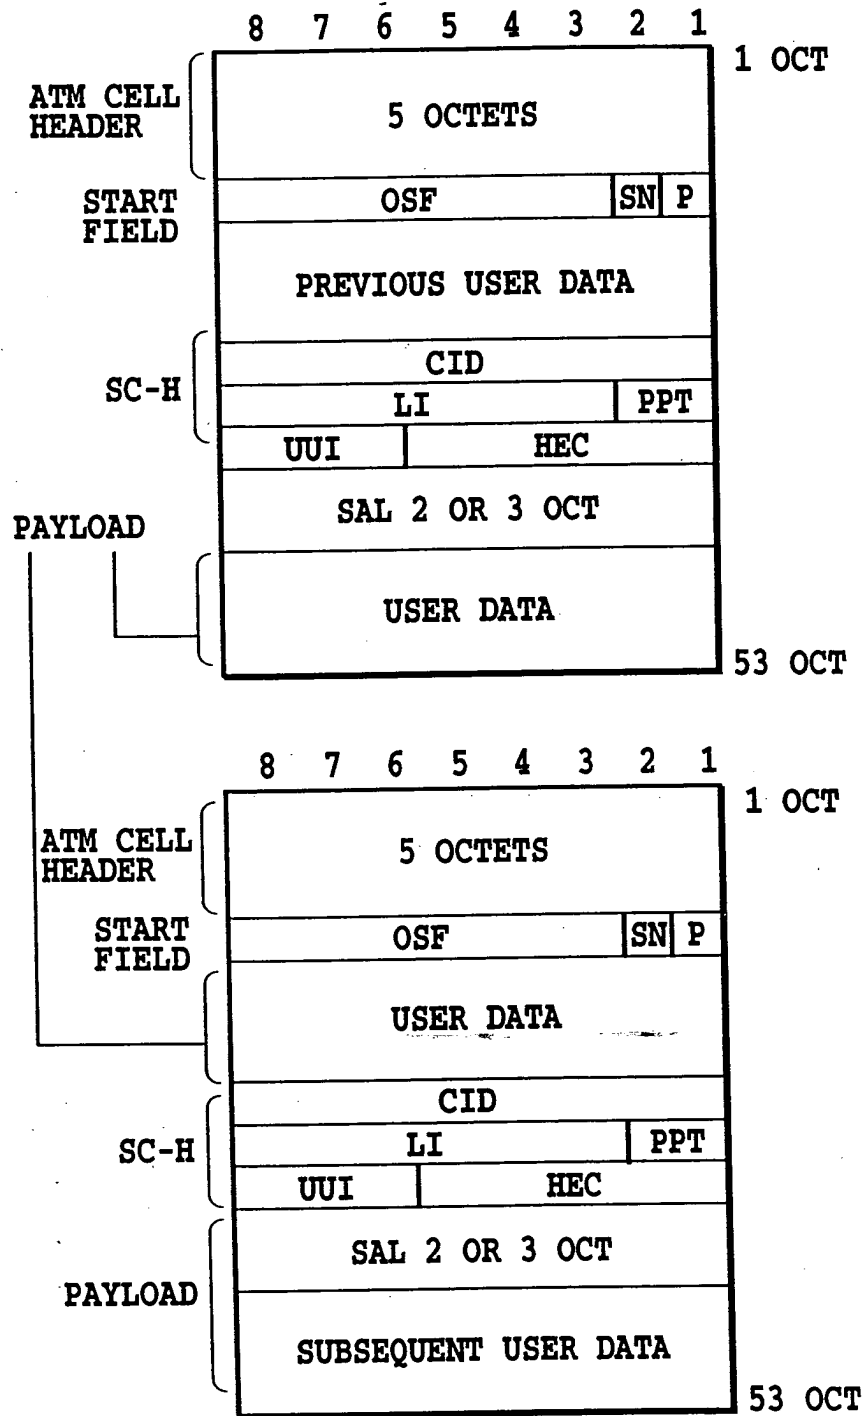 8 7 6 5 4 3 2 1
1 OCT
ATM CELL
HEADER
5 OCTETS
START
FIELD
OSF SN P
PREVIOUS USER DATA
SC-H
CID
LI PPT
UUI HEC
SAL 2 OR 3 OCT
PAYLOAD
USER DATA
53 OCT
8 7 6 5 4 3 2 1
1 OCT
ATM CELL
HEADER
5 OCTETS
START
FIELD
OSF SN P
USER DATA
SC-H
CID
LI PPT
UUI HEC
SAL 2 OR 3 OCT
PAYLOAD
SUBSEQUENT USER DATA
53 OCT